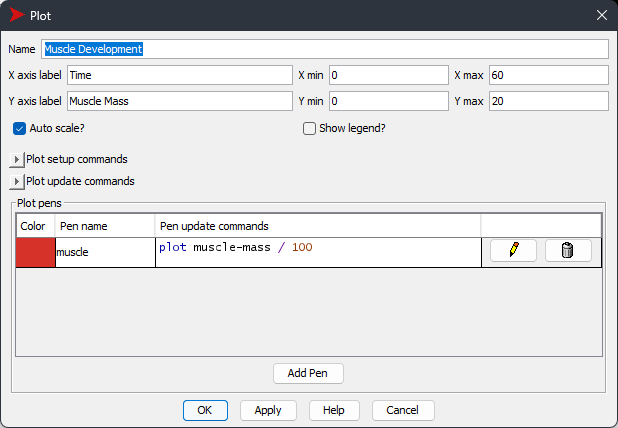 Plot
Name Muscle Development
X axis label Time X min 0 X max 60
Y axis label Muscle Mass Y min 0 Y max 20
Auto scale? Show legend?
Plot setup commands
Plot update commands
Plot pens
Color Pen name Pen update commands
muscle plot muscle-mass / 100
Add Pen
OK Apply Help Cancel